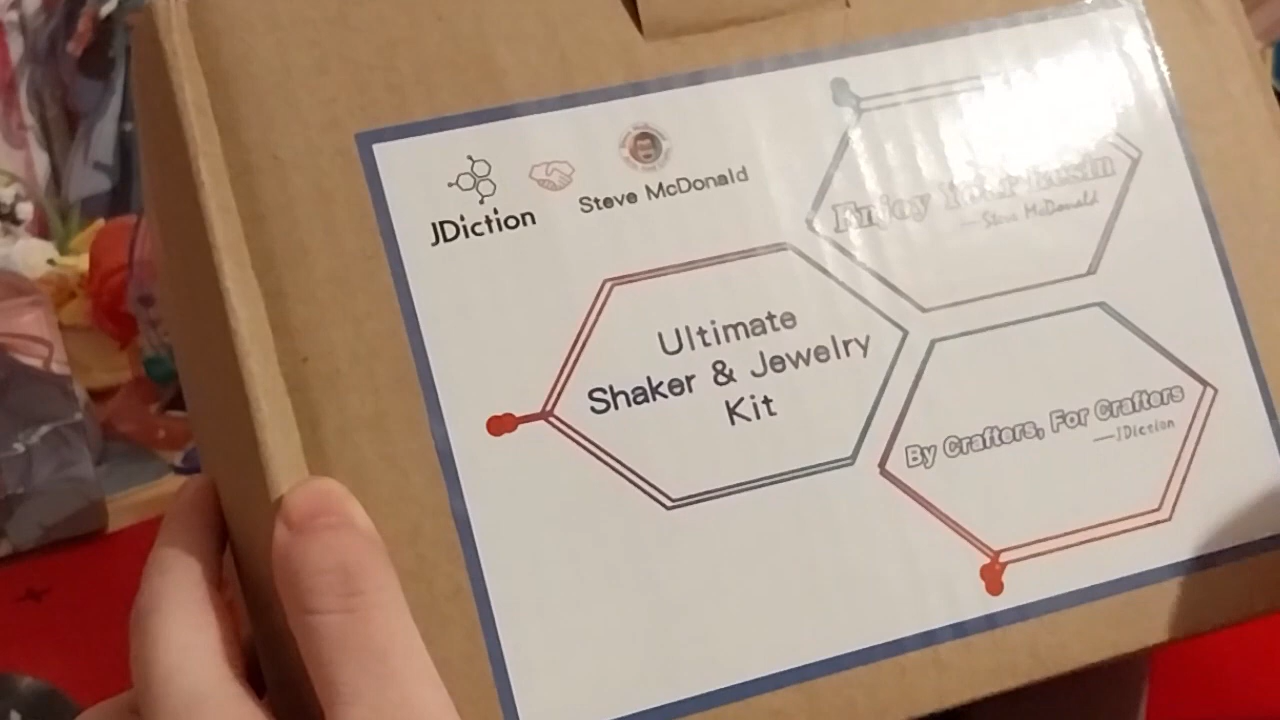 JDiction
Steve McDonald
Enjoy Your Resin
—Steve McDonald
Ultimate
Shaker & Jewelry
Kit
By Crafters, For Crafters
—JDiction